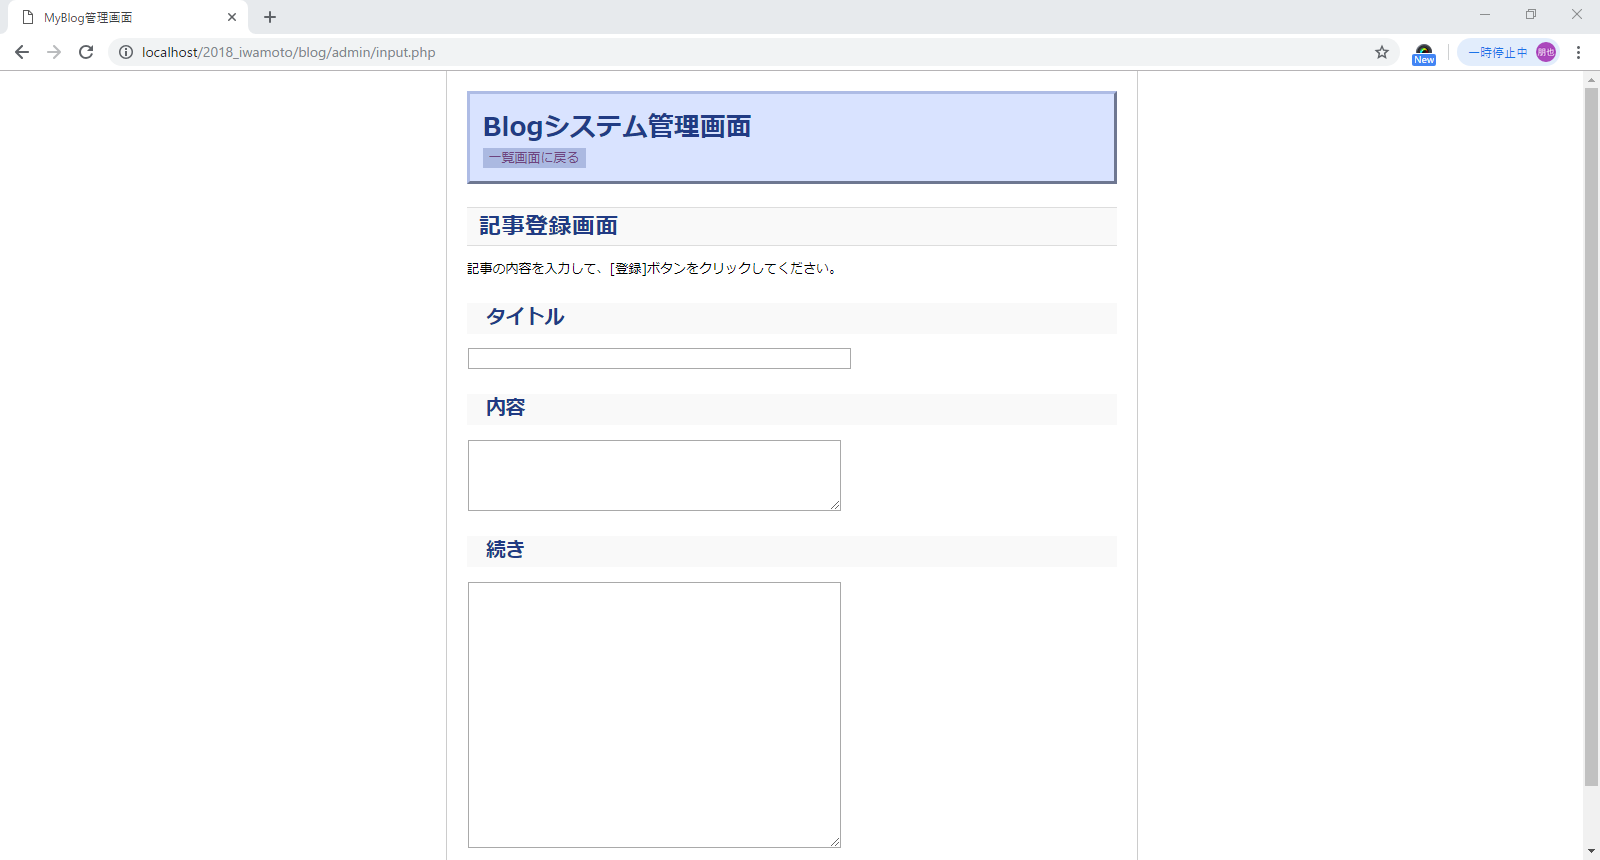 MyBlog管理画面
localhost/2018_iwamoto/blog/admin/input.php
New
一時停止中
朋也
Blogシステム管理画面
一覧画面に戻る
記事登録画面
記事の内容を入力して、[登録]ボタンをクリックしてください。
タイトル
内容
続き